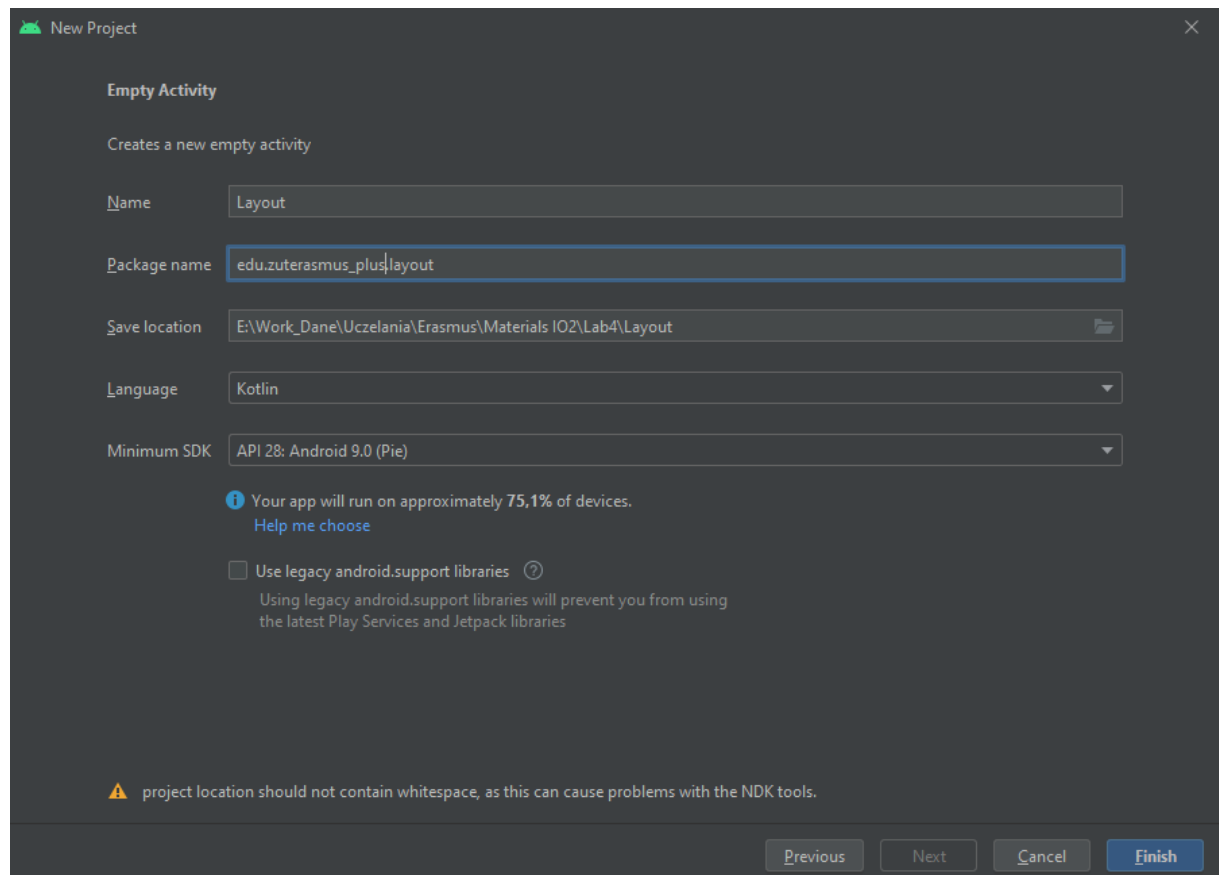 New Project
Empty Activity
Creates a new empty activity
Name Layout
Package name edu.zuterasmus_plus.layout
Save location E:\Work_Dane\Uczelania\Erasmus\Materials IO2\Lab4\Layout
Language Kotlin
Minimum SDK API 28: Android 9.0 (Pie)
Your app will run on approximately 75,1% of devices.
Help me choose
Use legacy android.support libraries ?
Using legacy android.support libraries will prevent you from using
the latest Play Services and Jetpack libraries
project location should not contain whitespace, as this can cause problems with the NDK tools.
Previous Next Cancel Finish